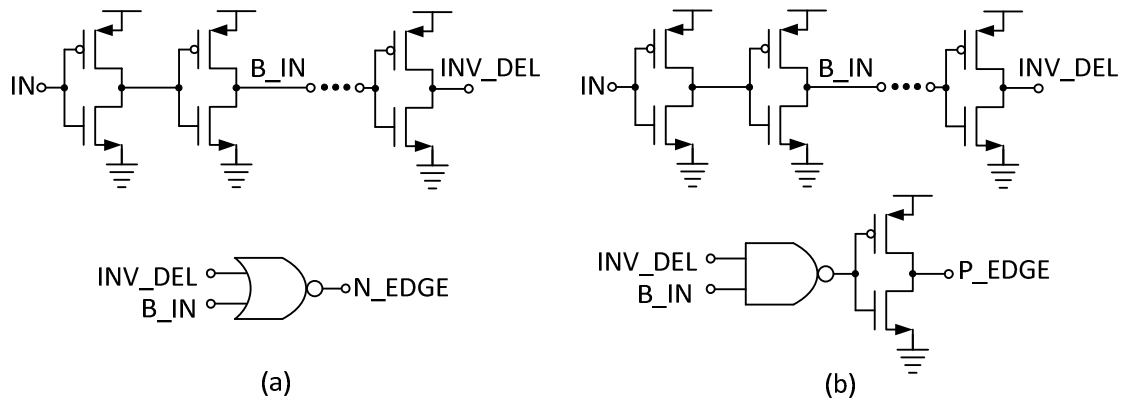 IN
B_IN
INV_DEL
INV_DEL
B_IN
N_EDGE
(a)
IN
B_IN
INV_DEL
INV_DEL
B_IN
P_EDGE
(b)